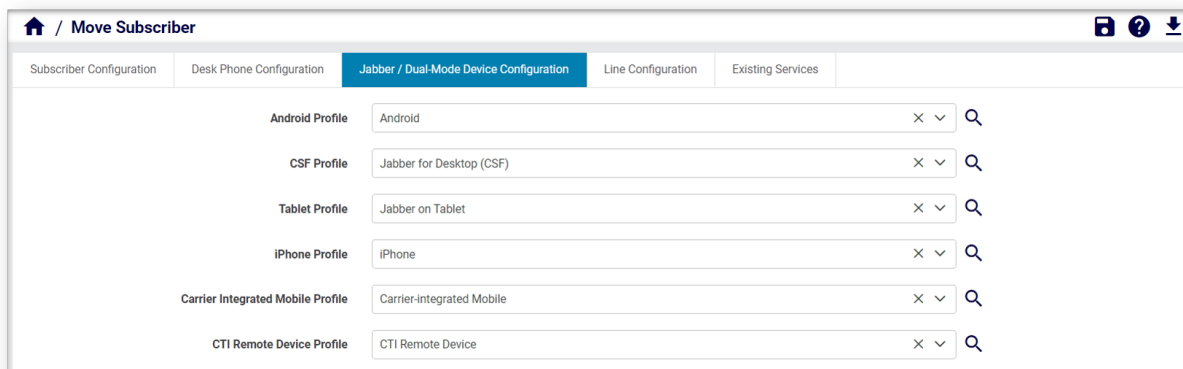 / Move Subscriber
Subscriber Configuration Desk Phone Configuration Jabber / Dual-Mode Device Configuration Line Configuration Existing Services
Android Profile Android
CSF Profile Jabber for Desktop (CSF)
Tablet Profile Jabber on Tablet
iPhone Profile iPhone
Carrier Integrated Mobile Profile Carrier-integrated Mobile
CTI Remote Device Profile CTI Remote Device